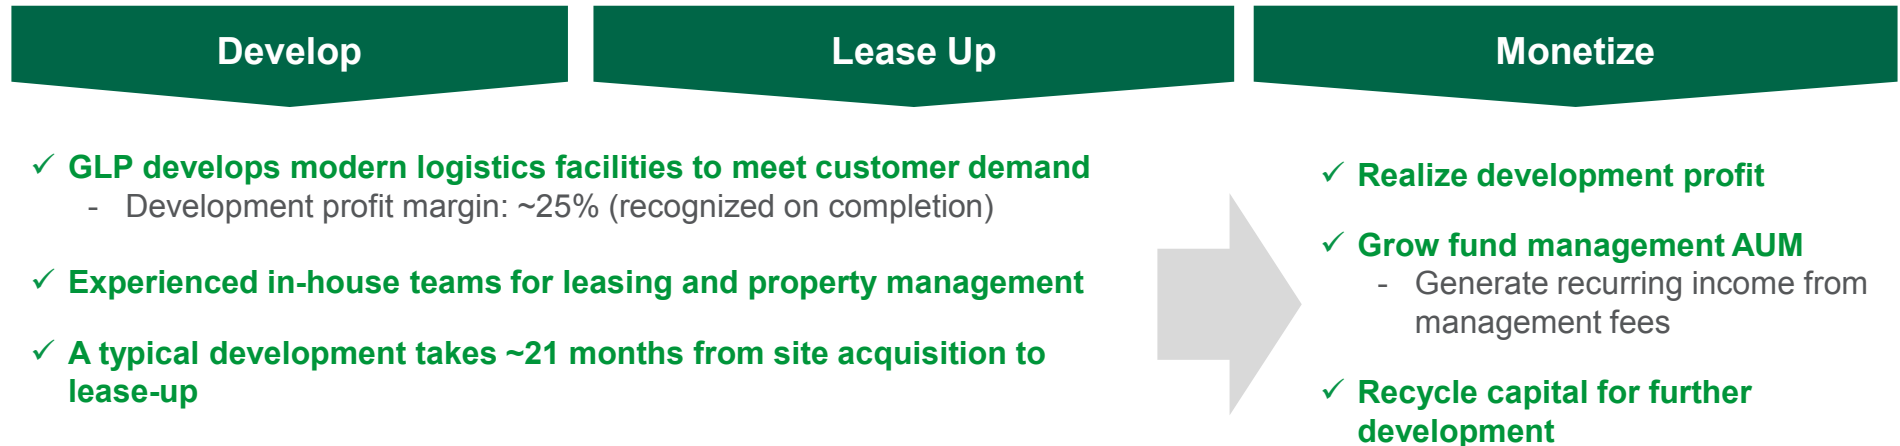 Develop
Lease Up
Monetize
✓ GLP develops modern logistics facilities to meet customer demand
- Development profit margin: ~25% (recognized on completion)
✓ Experienced in-house teams for leasing and property management
✓ A typical development takes ~21 months from site acquisition to
lease-up
✓ Realize development profit
✓ Grow fund management AUM
- Generate recurring income from
management fees
✓ Recycle capital for further
development